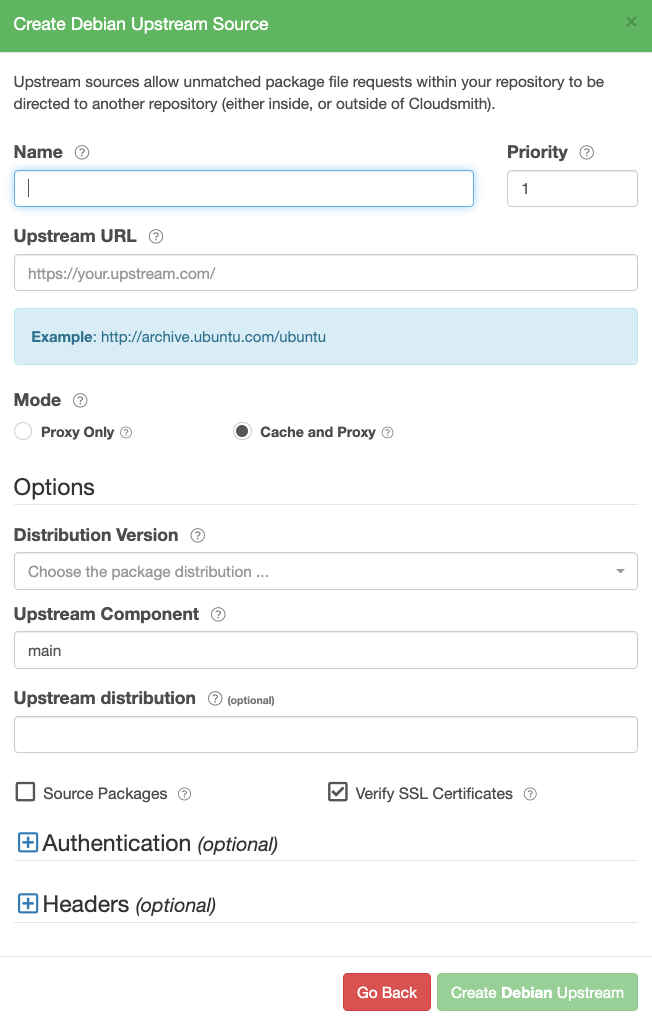 Create Debian Upstream Source ×
Upstream sources allow unmatched package file requests within your repository to be
directed to another repository (either inside, or outside of Cloudsmith).
Name ? Priority ?
1
Upstream URL ?
https://your.upstream.com/
Example: http://archive.ubuntu.com/ubuntu
Mode ?
Proxy Only ? Cache and Proxy ?
Options
Distribution Version ?
Choose the package distribution ...
Upstream Component ?
main
Upstream distribution ? (optional)
Source Packages ? Verify SSL Certificates ?
Authentication (optional)
Headers (optional)
Go Back Create Debian Upstream